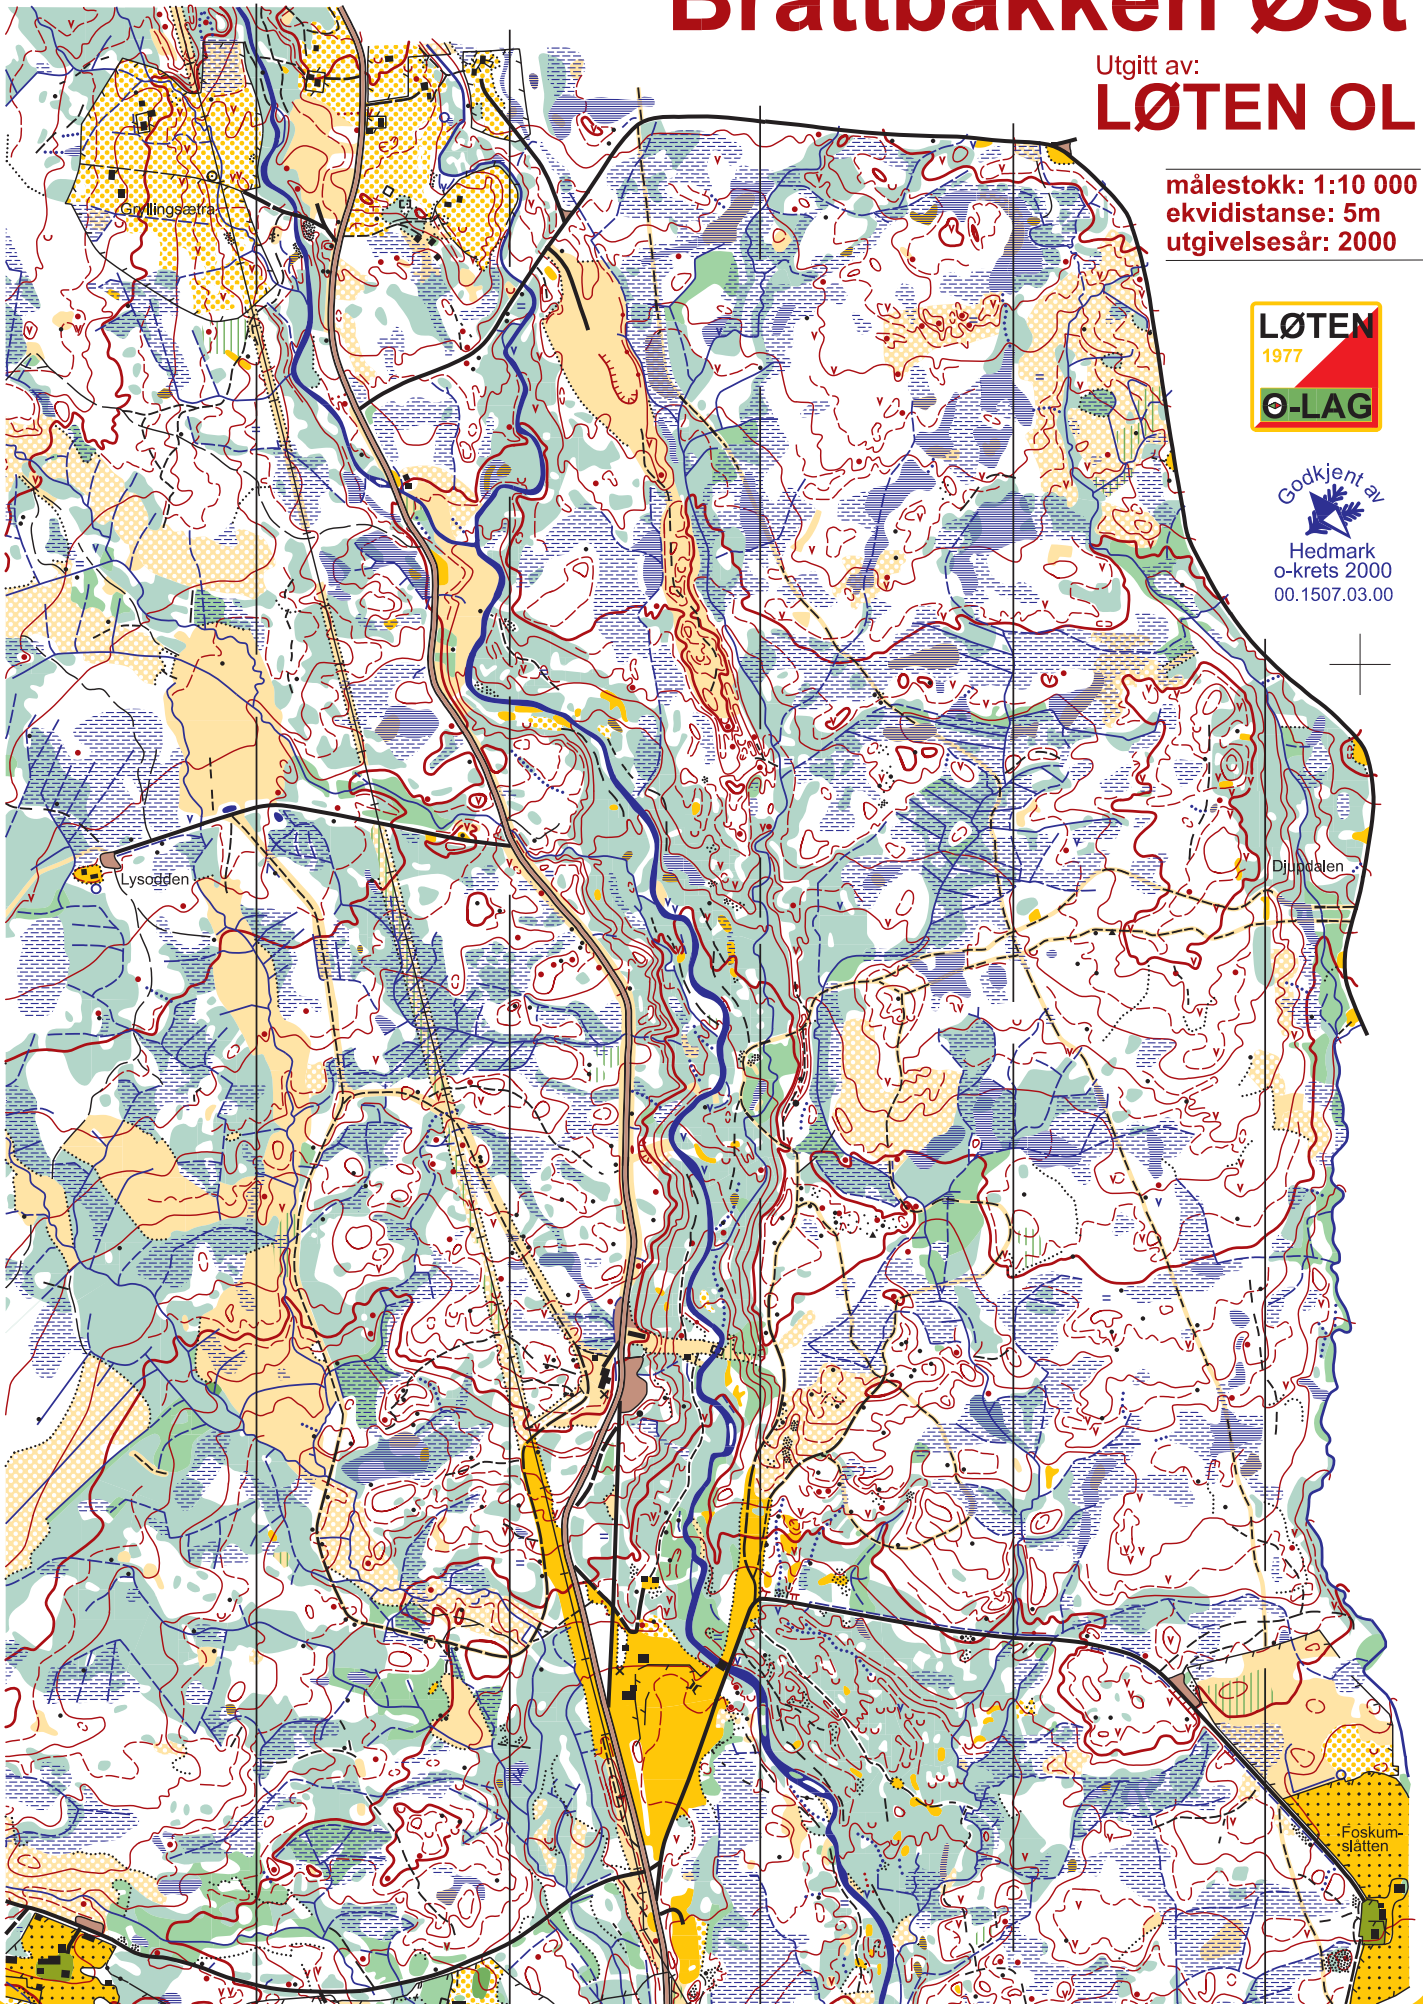 Brattbakken Øst
Utgitt av:
LØTEN OL
målestokk: 1:10 000
ekvidistanse: 5m
utgivelsesår: 2000
LØTEN
1977
O-LAG
Godkjent av
Hedmark
o-krets 2000
00.1507.03.00
Gryllingsætra
Lysodden
Djupdalen
Foskum-
slåtten